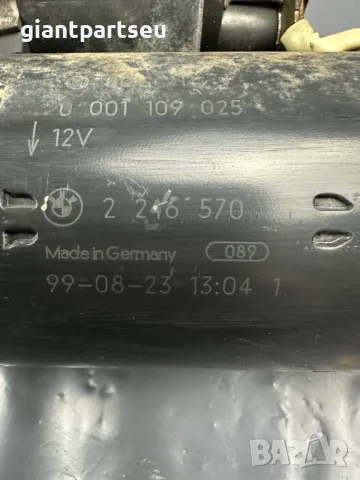 giantpartseu
giantpartseu
0 001 109 025
12V
2 246 570
Made in Germany 089
99-08-23 13:04 1
bazar